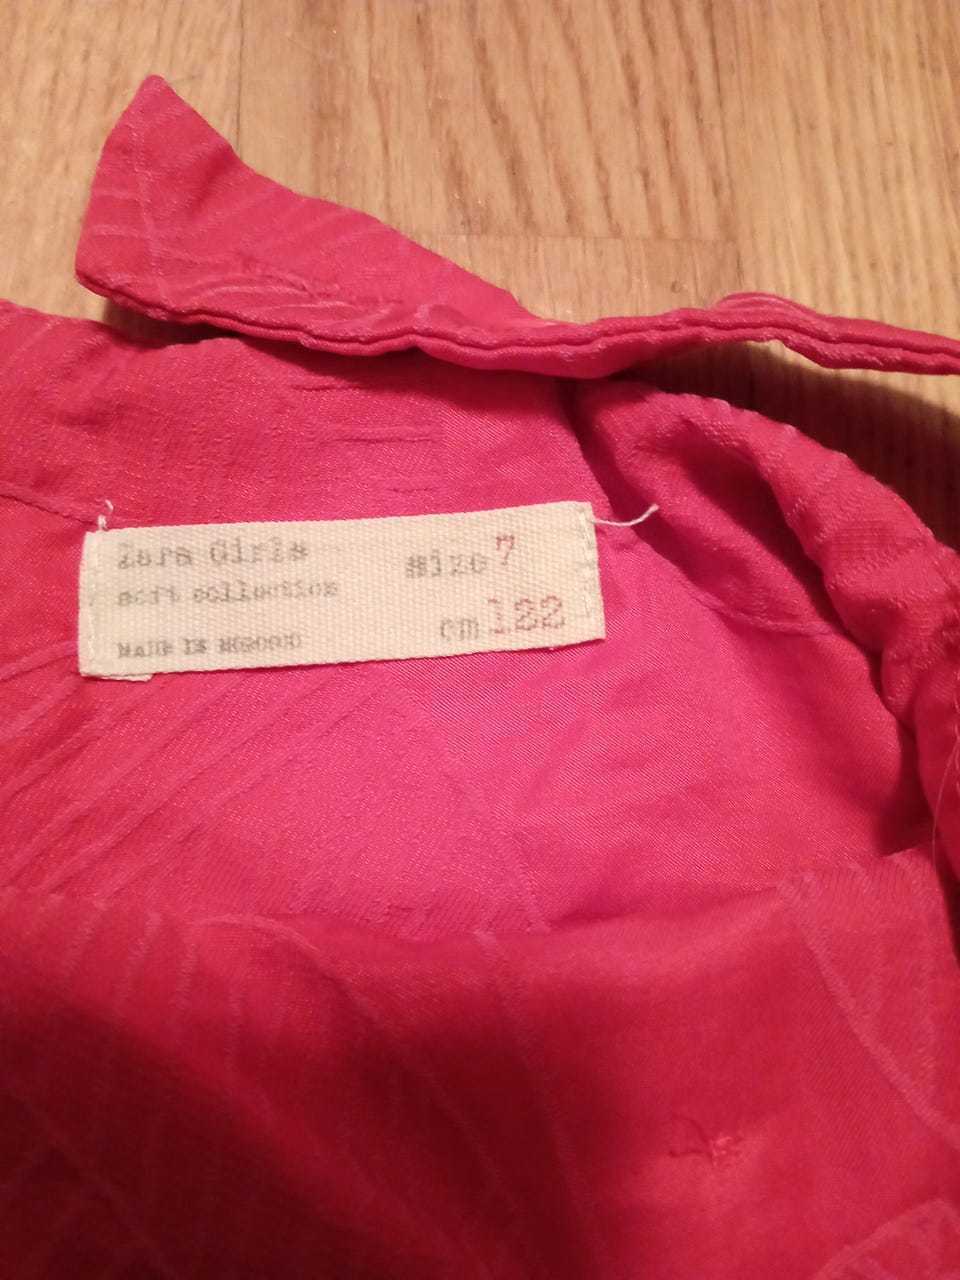 Zara Girls size 7
soft collection
cm 122
MADE IN MOROCCO